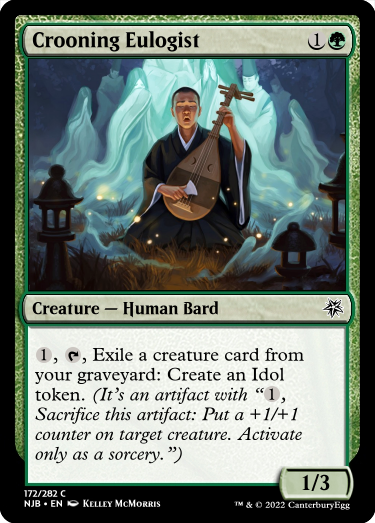 Crooning Eulogist 1
Creature — Human Bard
1, , Exile a creature card from
your graveyard: Create an Idol
token. (It's an artifact with “1,
Sacrifice this artifact: Put a +1/+1
counter on target creature. Activate
only as a sorcery.”)
1/3
172/282 C
NJB • EN Kelley McMorris
™ & © 2022 CanterburyEgg